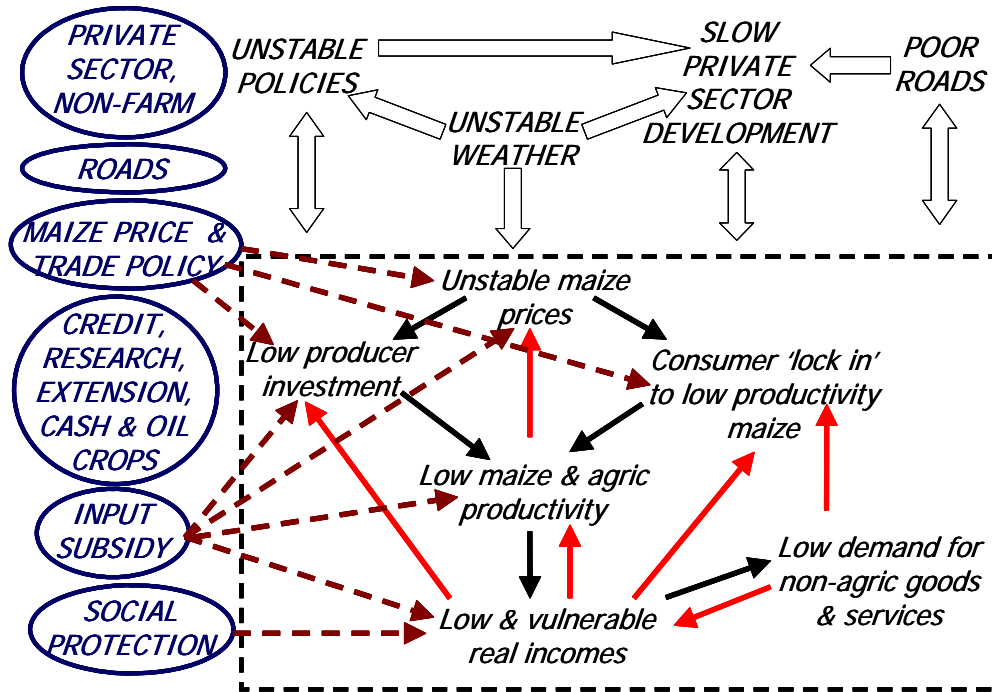 PRIVATE
SECTOR,
NON-FARM
ROADS
MAIZE PRICE &
TRADE POLICY
CREDIT,
RESEARCH,
EXTENSION,
CASH & OIL
CROPS
INPUT
SUBSIDY
SOCIAL
PROTECTION
UNSTABLE
POLICIES
UNSTABLE
WEATHER
SLOW
PRIVATE
SECTOR
DEVELOPMENT
POOR
ROADS
Unstable maize
prices
Low producer
investment
Consumer ‘lock in’
to low productivity
maize
Low maize & agric
productivity
Low demand for
non-agric goods
& services
Low & vulnerable
real incomes